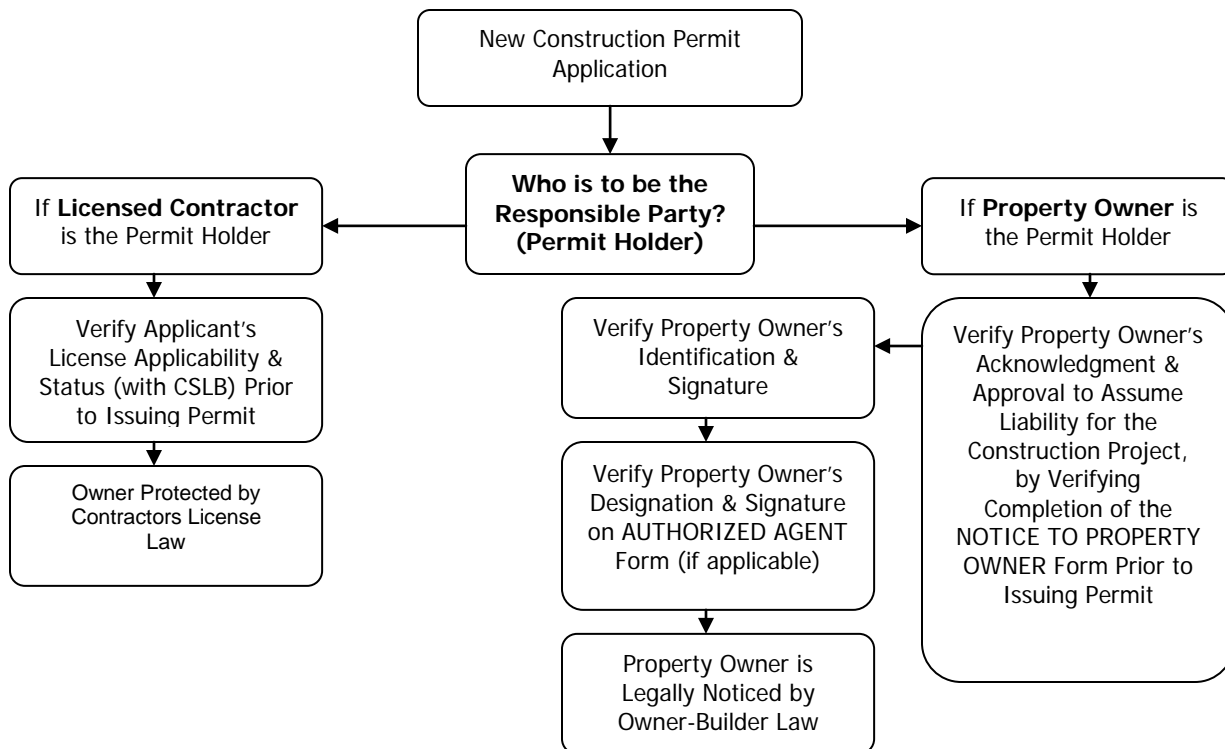 New Construction Permit
Application
Who is to be the
Responsible Party?
(Permit Holder)
If Licensed Contractor
is the Permit Holder
If Property Owner is
the Permit Holder
Verify Applicant's
License Applicability &
Status (with CSLB) Prior
to Issuing Permit
Owner Protected by
Contractors License
Law
Verify Property Owner's
Acknowledgment &
Approval to Assume
Liability for the
Construction Project,
by Verifying
Completion of the
NOTICE TO PROPERTY
OWNER Form Prior to
Issuing Permit
Verify Property Owner's
Identification &
Signature
Verify Property Owner's
Designation & Signature
on AUTHORIZED AGENT
Form (if applicable)
Property Owner is
Legally Noticed by
Owner-Builder Law